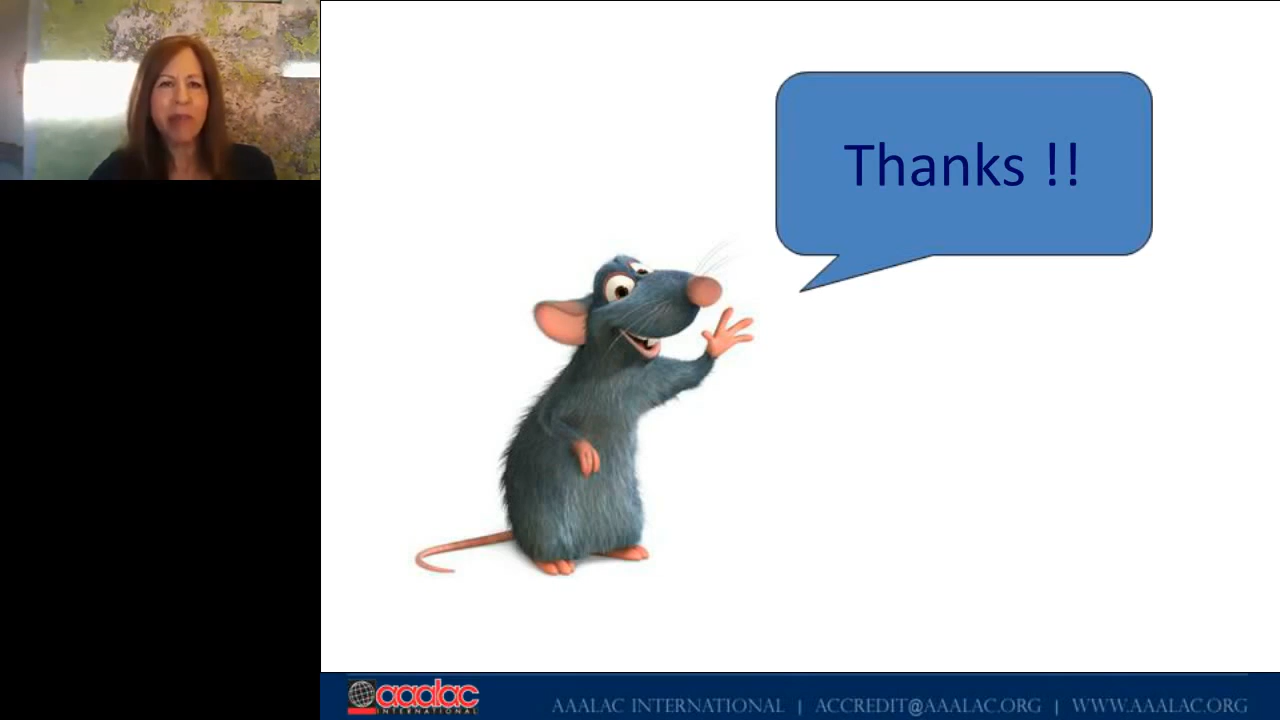 Thanks !!
aaalac
INTERNATIONAL
AAALAC INTERNATIONAL | ACCREDIT@AAALAC.ORG | WWW.AAALAC.ORG